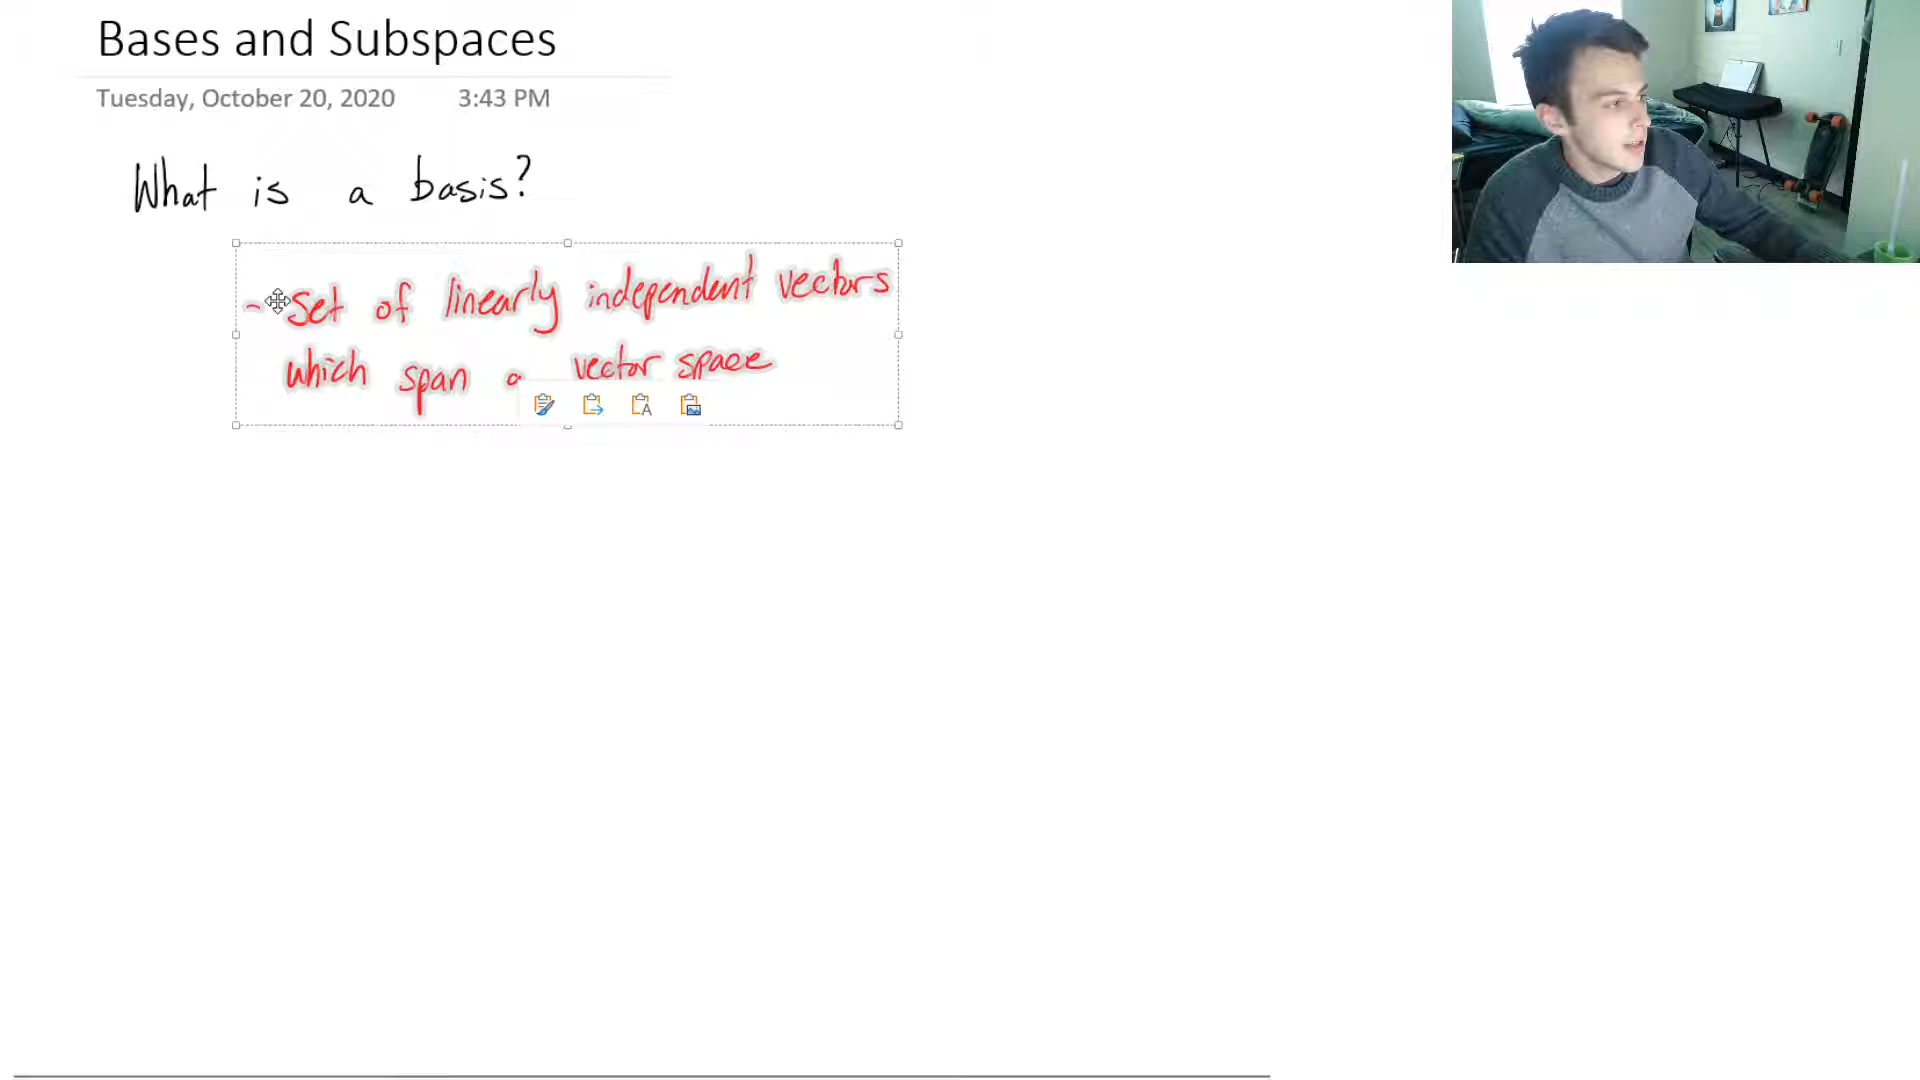 Bases and Subspaces
Tuesday, October 20, 2020 3:43 PM
What is a basis?
- Set of linearly independent vectors
which span a vector space